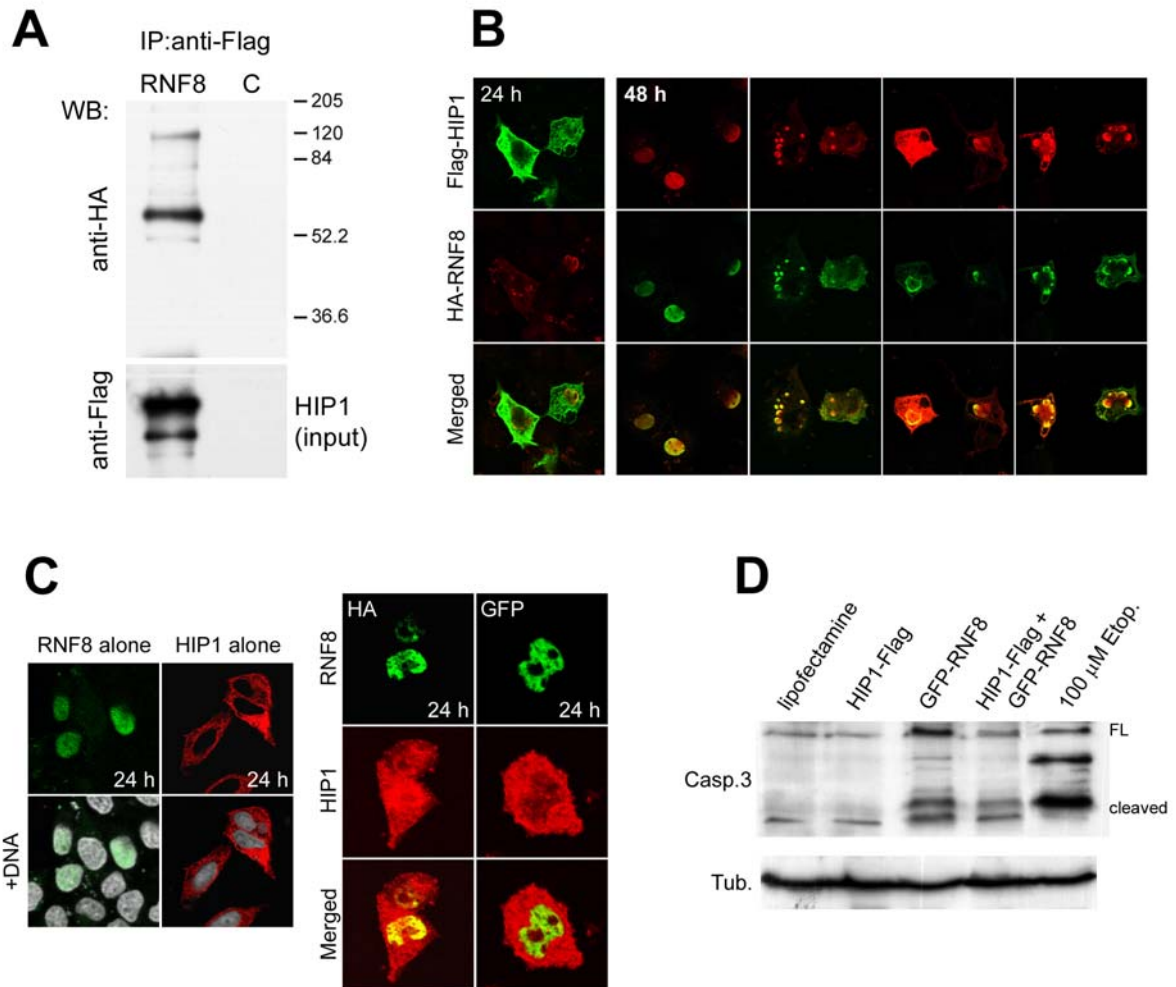 A
IP:anti-Flag
RNF8 C
WB:
anti-HA
205
120
84
52.2
36.6
anti-Flag
HIP1
(input)
B
24 h
48 h
Flag-HIP1
HA-RNF8
Merged
C
RNF8 alone
HIP1 alone
24 h
24 h
+DNA
HA
GFP
RNF8
24 h
24 h
HIP1
Merged
D
lipofectamine
HIP1-Flag
GFP-RNF8
HIP1-Flag +
GFP-RNF8
100 µM Etop.
Casp.3
FL
cleaved
Tub.